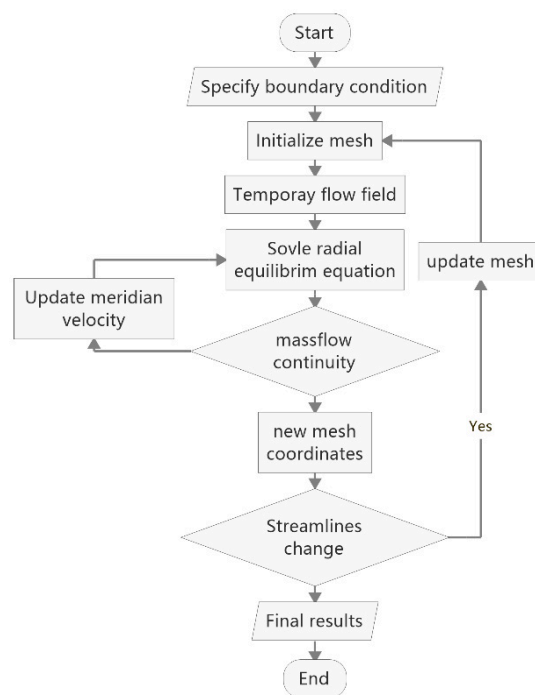 Start
Specify boundary condition
Initialize mesh
Temporay flow field
Sovle radial
equilibrim equation
update mesh
Update meridian
velocity
massflow
continuity
new mesh
coordinates
Yes
Streamlines
change
Final results
End